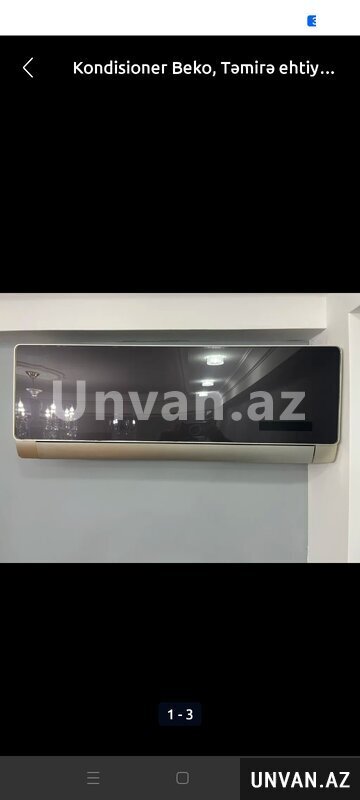 Kondisioner Beko, Təmirə ehtiy...
Unvan.az
1 - 3
UNVAN.AZ